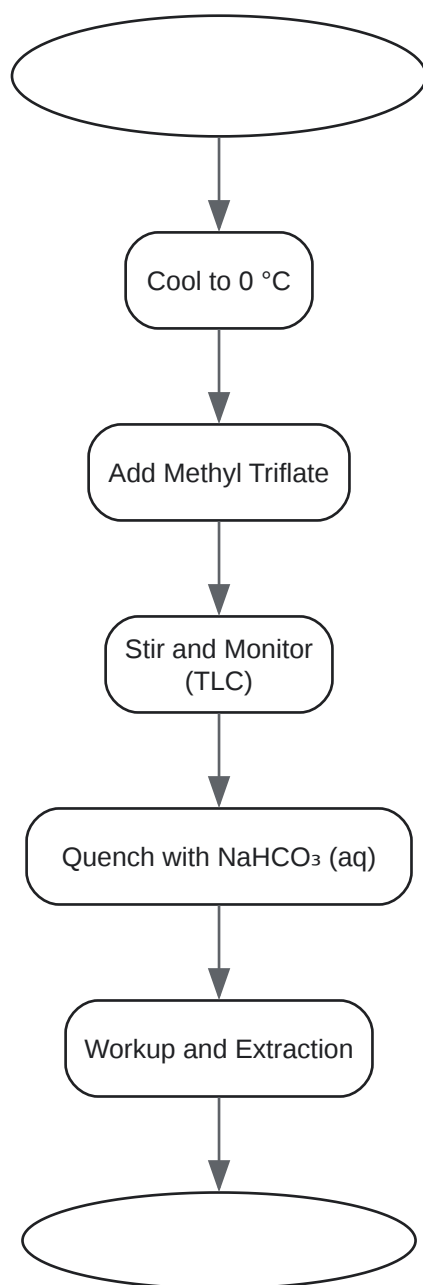 Cool to 0 °C
Add Methyl Triflate
Stir and Monitor
(TLC)
Quench with NaHCO₃ (aq)
Workup and Extraction